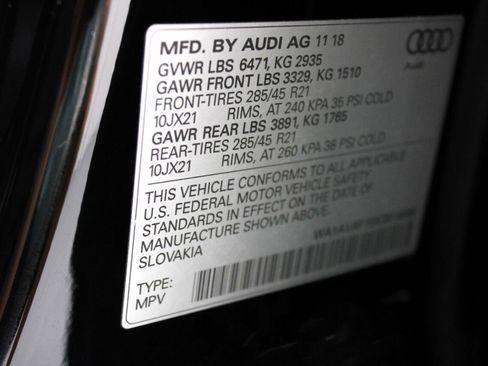 MFD. BY AUDI AG 11 18
GVWR LBS 6471, KG 2935
GAWR FRONT LBS 3329, KG 1510
FRONT-TIRES 285/45 R21
10JX21 RIMS, AT 240 KPA 35 PSI COLD
GAWR REAR LBS 3891, KG 1765
REAR-TIRES 285/45 R21
10JX21 RIMS, AT 260 KPA 38 PSI COLD
THIS VEHICLE CONFORMS TO ALL APPLICABLE
U.S. FEDERAL MOTOR VEHICLE SAFETY
STANDARDS IN EFFECT ON THE DATE OF
MANUFACTURE SHOWN ABOVE.
SLOVAKIA
TYPE:
MPV
Audi